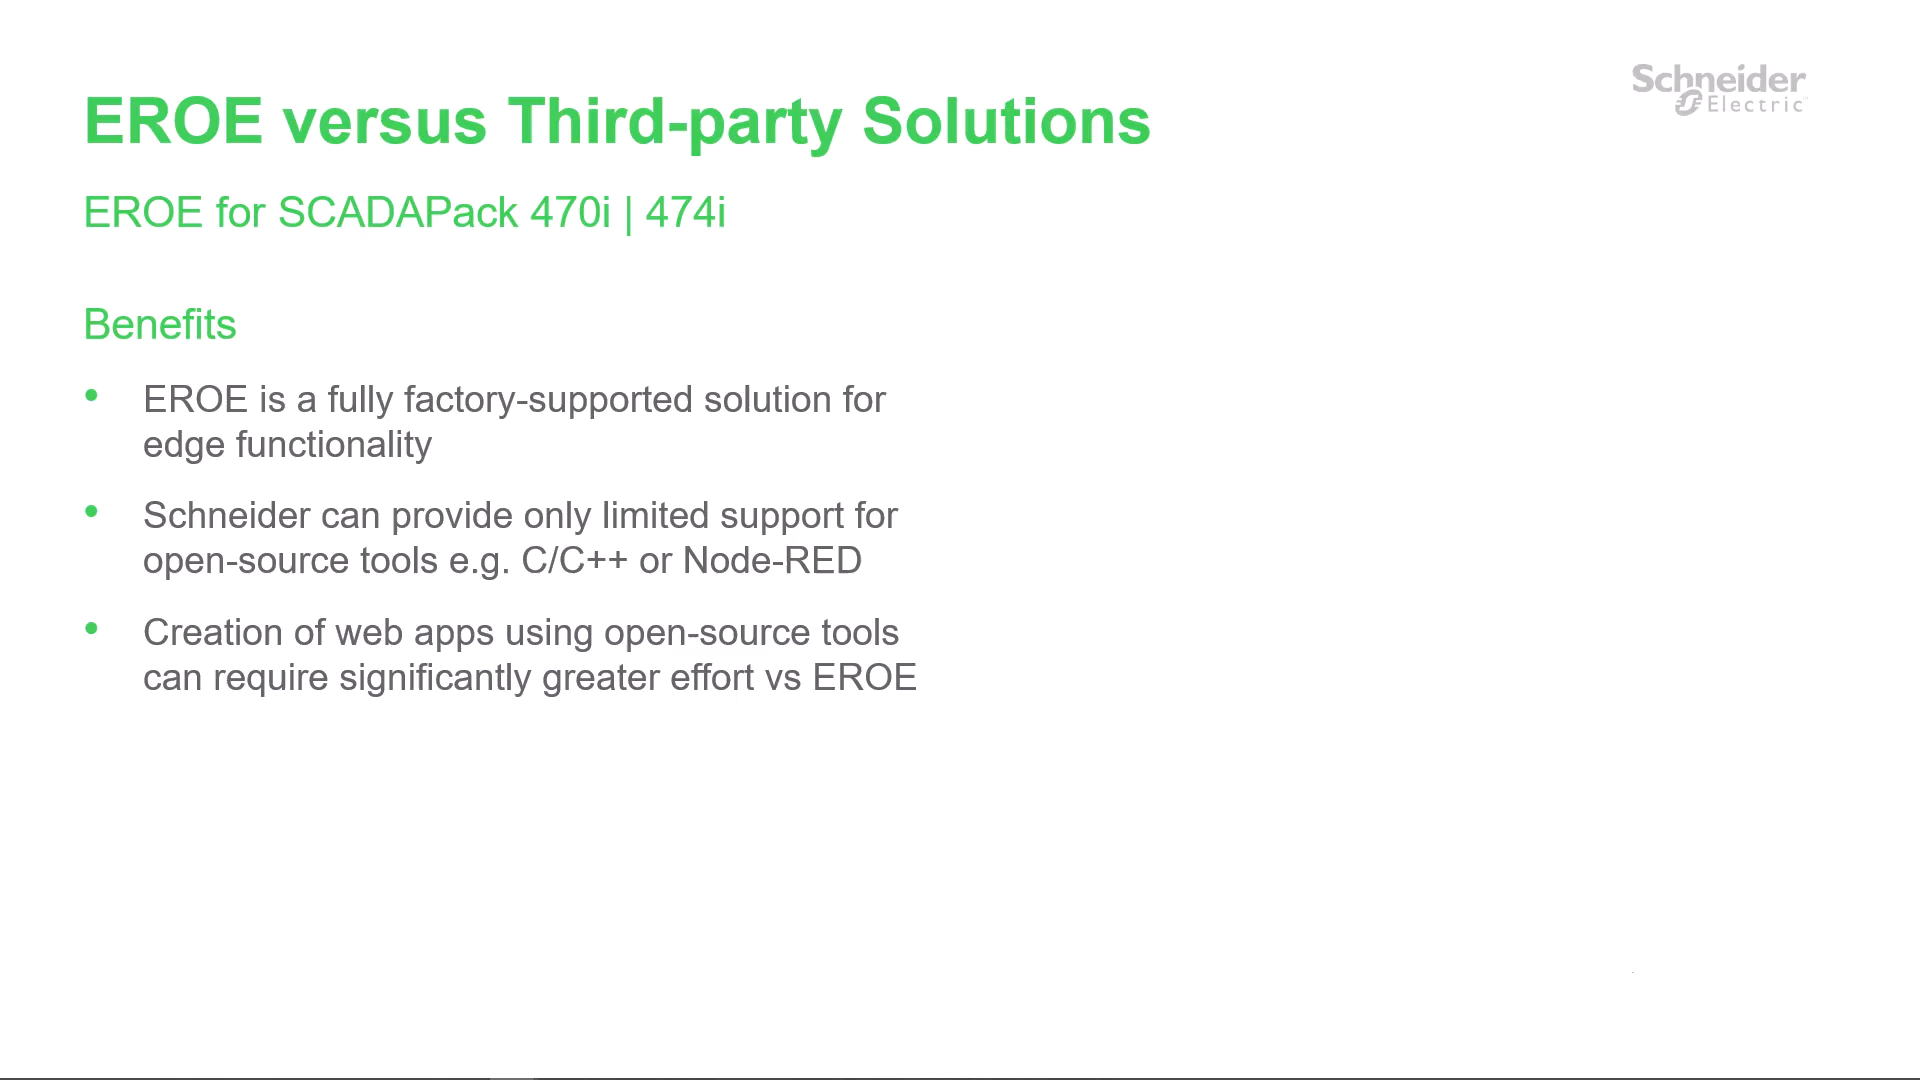 Schneider
Electric
EROE versus Third-party Solutions
EROE for SCADAPack 470i | 474i
Benefits
• EROE is a fully factory-supported solution for
edge functionality
• Schneider can provide only limited support for
open-source tools e.g. C/C++ or Node-RED
• Creation of web apps using open-source tools
can require significantly greater effort vs EROE